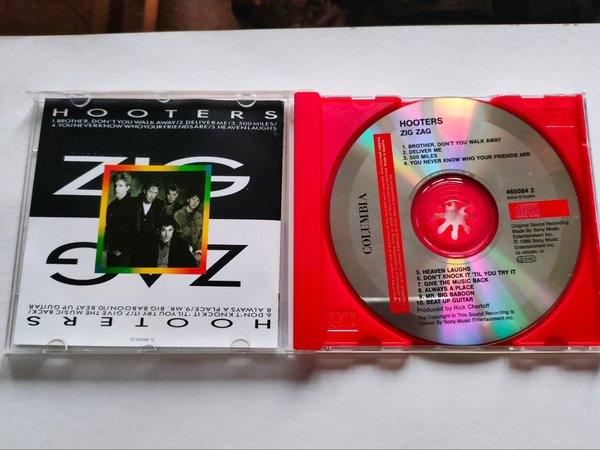 HOOTERS
1. BROTHER, DON'T YOU WALK AWAY/2. DELIVER ME/3. 500 MILES/
4. YOU NEVER KNOW WHO YOUR FRIENDS ARE/5. HEAVEN LAUGHS
ZIG
ZAG
6. DON'T KNOCK IT 'TIL YOU TRY IT/7. GIVE THE MUSIC BACK/
8. ALWAYS A PLACE/9. MR. BIG BABOON/10. BEAT UP GUITAR
HOOTERS
02-465084-10
COLUMBIA
HOOTERS
ZIG ZAG
1. BROTHER, DON'T YOU WALK AWAY
2. DELIVER ME
3. 500 MILES
4. YOU NEVER KNOW WHO YOUR FRIENDS ARE
465084 2
Original Sound Recording
Made By Sony Music
Entertainment Inc.
℗ 1989 Sony Music
Entertainment Inc.
02-465084-10
5. HEAVEN LAUGHS
6. DON'T KNOCK IT 'TIL YOU TRY IT
7. GIVE THE MUSIC BACK
8. ALWAYS A PLACE
9. MR. BIG BABOON
10. BEAT UP GUITAR
Produced by Rick Chertoff
The Copyright In This Sound Recording Is
Owned By Sony Music Entertainment Inc.